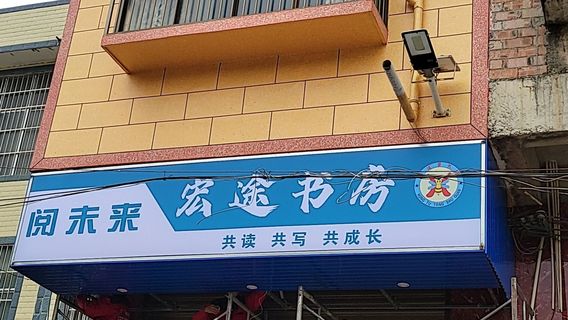 阅未来
宏途书房
共读 共写 共成长